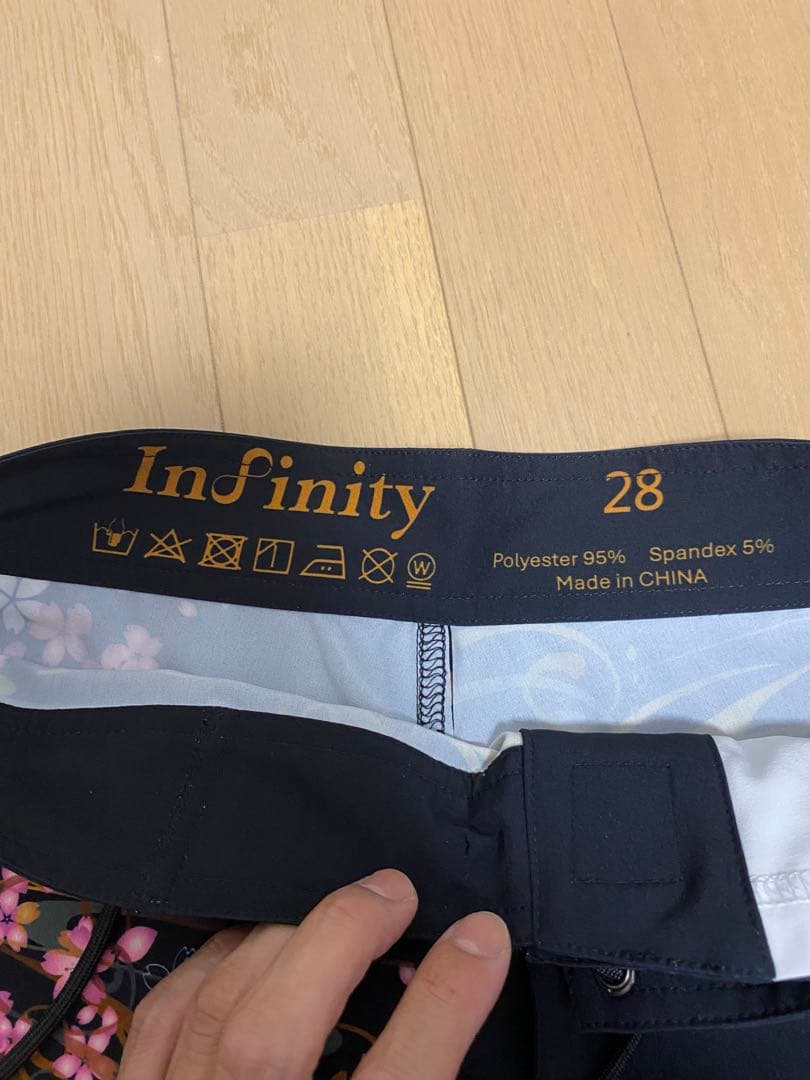 Infinity
28
W
Polyester 95% Spandex 5%
Made in CHINA